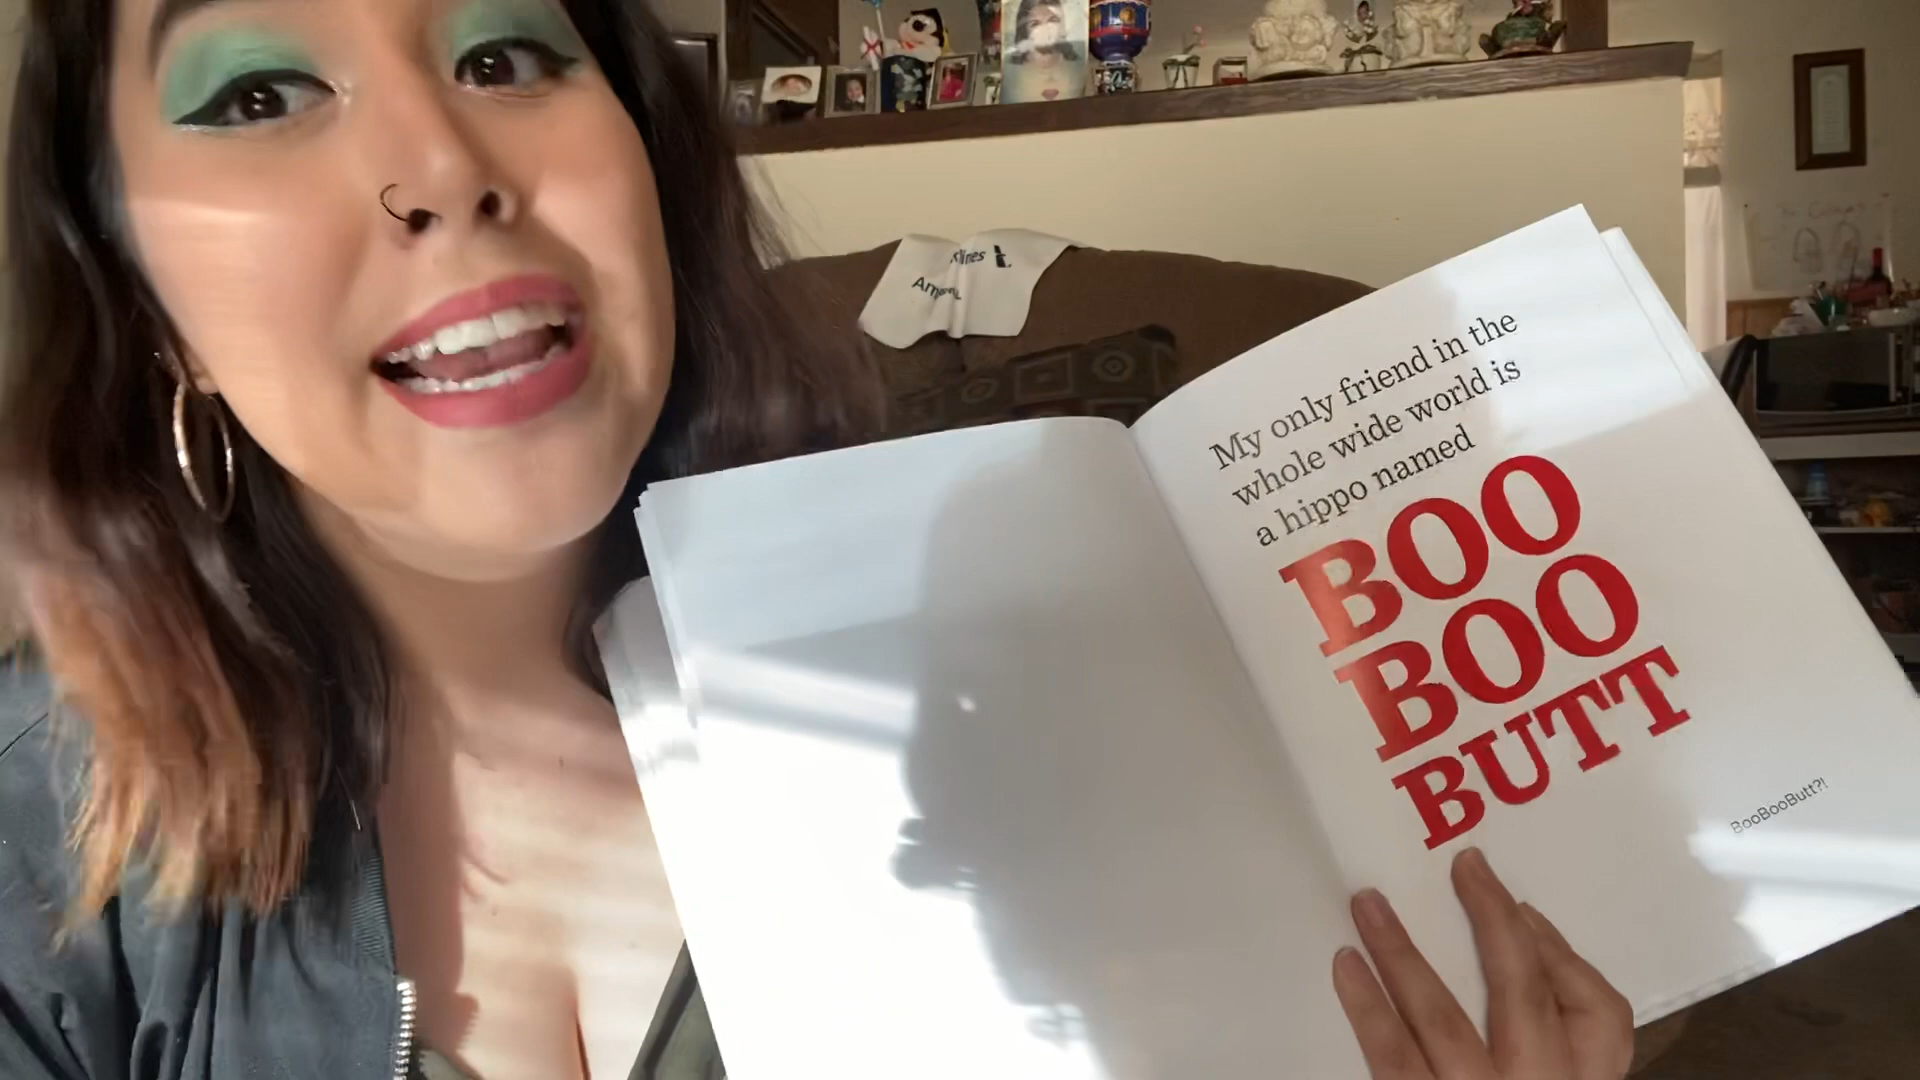 My only friend in the
whole wide world is
a hippo named
BOO
BOO
BUTT
BooBooButt?!